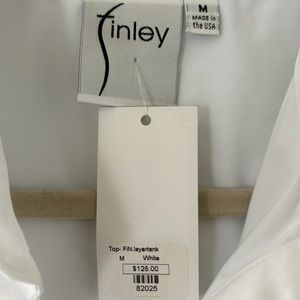 finley
M
MADE IN
the USA
Top- FIN.layertank
M White
$125.00
82025